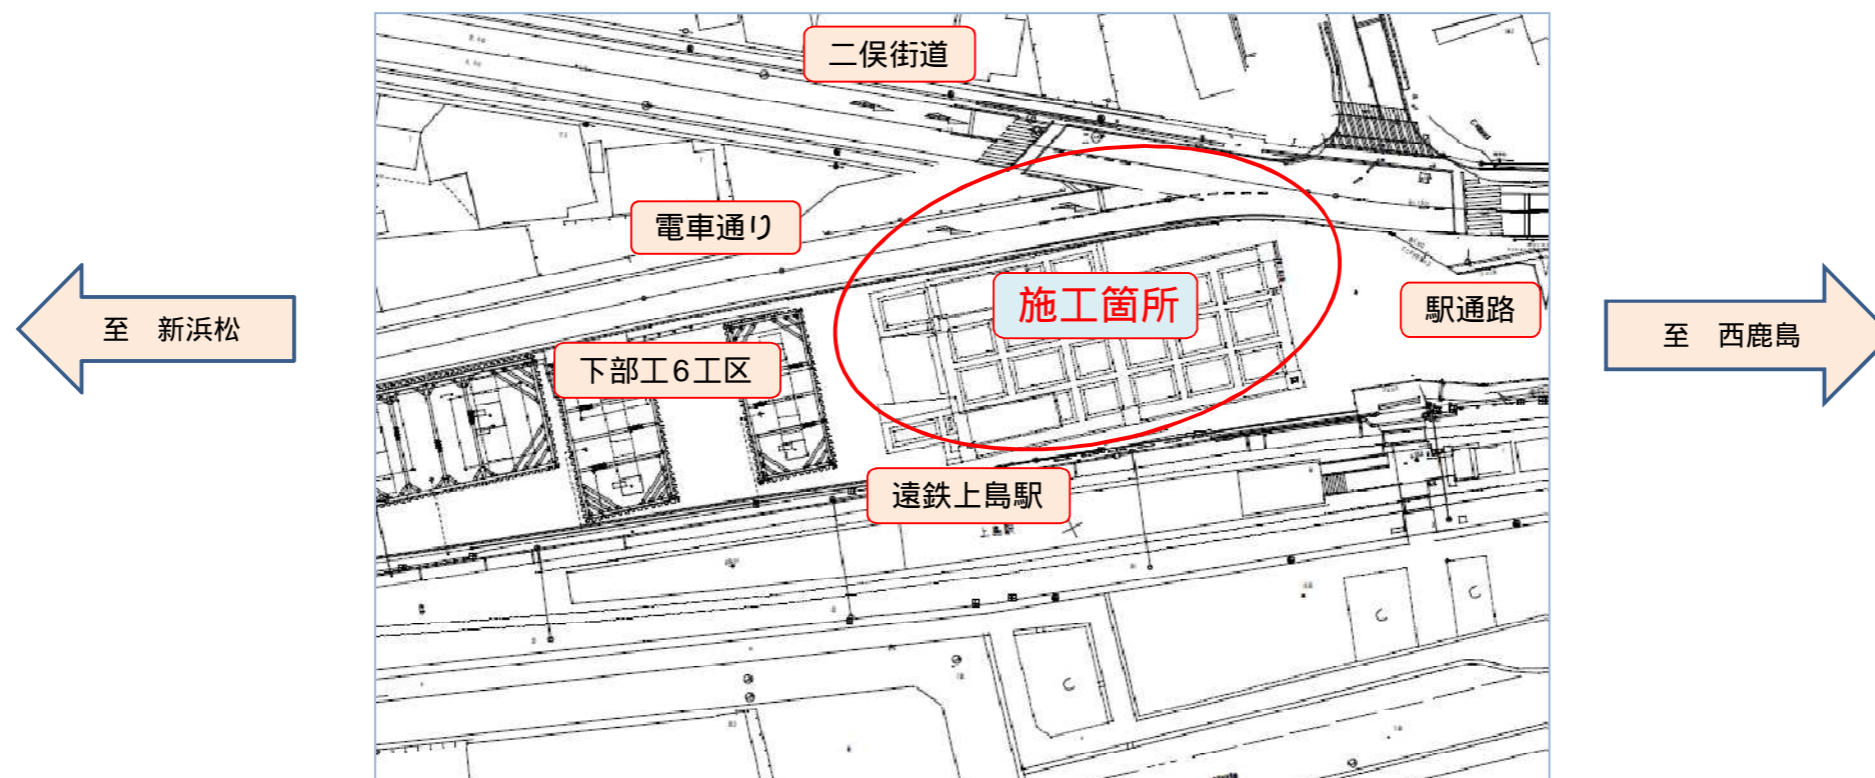 二俣街道
電車通り
施工箇所
駅通路
至　新浜松
至　西鹿島
下部工6工区
遠鉄上島駅
上島駅